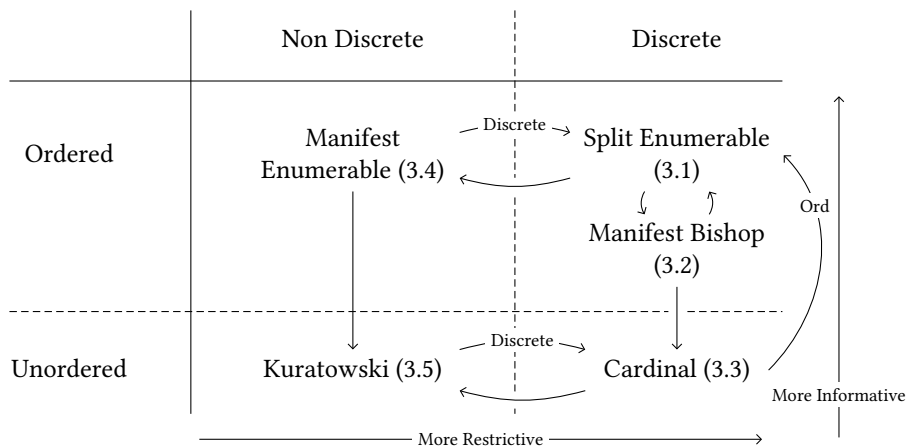 Non Discrete
Discrete
Ordered
Manifest
Enumerable (3.4)
Discrete
Split Enumerable
(3.1)
Ord
Manifest Bishop
(3.2)
Unordered
Kuratowski (3.5)
Discrete
Cardinal (3.3)
More Informative
More Restrictive